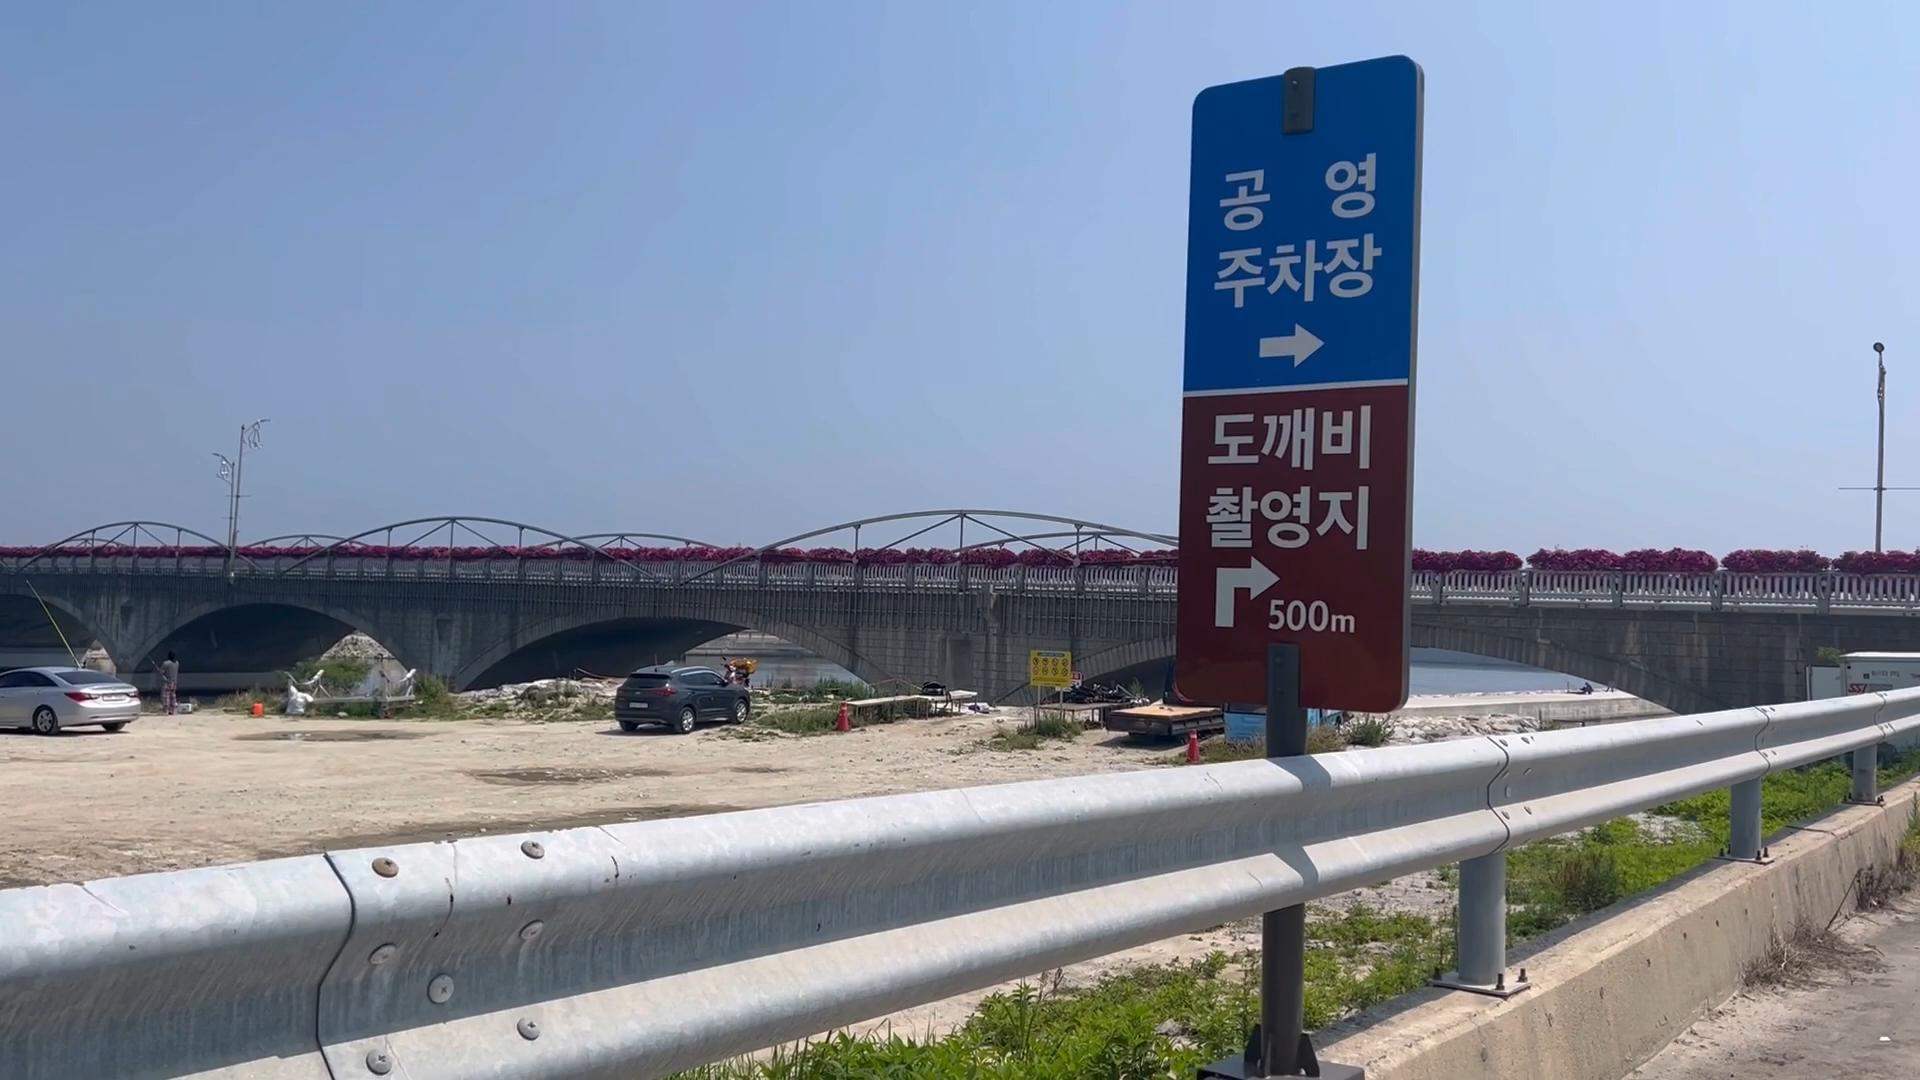 공 영
주차장
도깨비
촬영지
500m